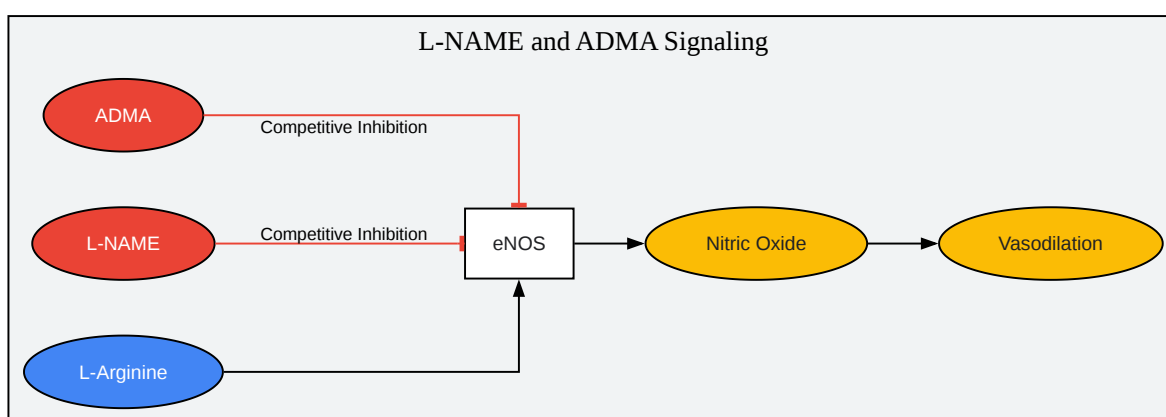 L-NAME and ADMA Signaling
ADMA
Competitive Inhibition
L-NAME
Competitive Inhibition
eNOS
Nitric Oxide
Vasodilation
L-Arginine